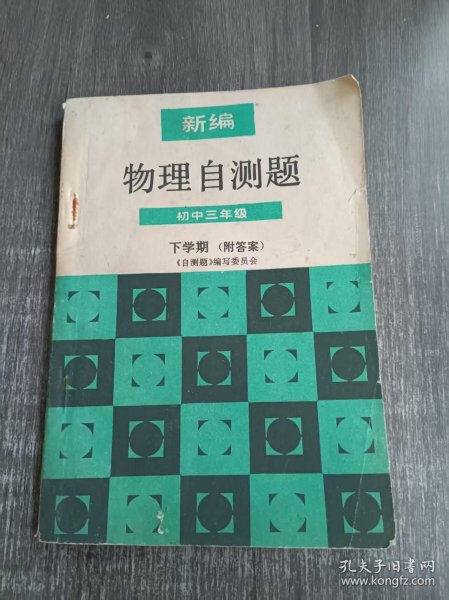 新编
物理自测题
初中三年级
下学期（附答案）
《自测题》编写委员会
孔夫子旧书网
www.kongfz.com